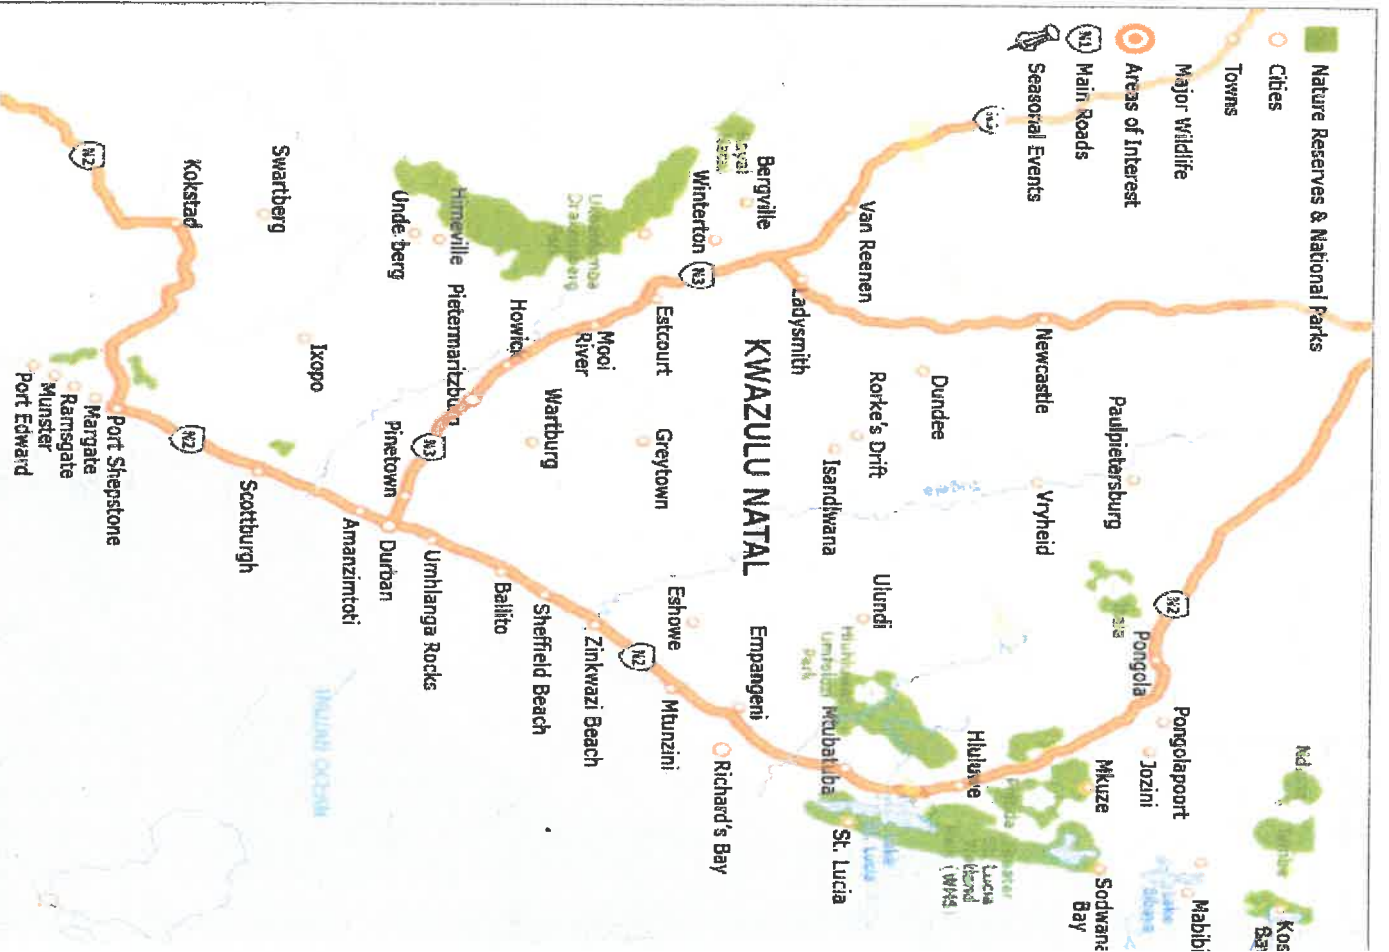 Nature Reserves & National Parks
Cities
Towns
Major Wildlife
Areas of Interest
N1 Main Roads
Seasonal Events
KWAZULU NATAL
Van Reenen
Bergville
Winterton
Ladysmith
Newcastle
Dundee
Rorke's Drift
Isandlwana
Paulpietersburg
Vryheid
Ulundi
Pongola
Pongolapoort
Jozini
Mkuze
Mabibi
Sodwana
Bay
Hluluwe
Mtubatuba
St. Lucia
Empangeni
Richard's Bay
Eshowe
Mtunzini
Zinkwazi Beach
Sheffield Beach
Ballito
Umhlanga Rocks
Durban
Pinetown
Amanzimtoti
Scottburgh
Port Shepstone
Margate
Ramsgate
Munster
Port Edward
Estcourt
Greytown
Mooi
River
Wartburg
Howick
Pietermaritzburg
Himeville
Underberg
Swartberg
Kokstad
Ixopo
N3
N3
N2
N2
N2
N2
Park